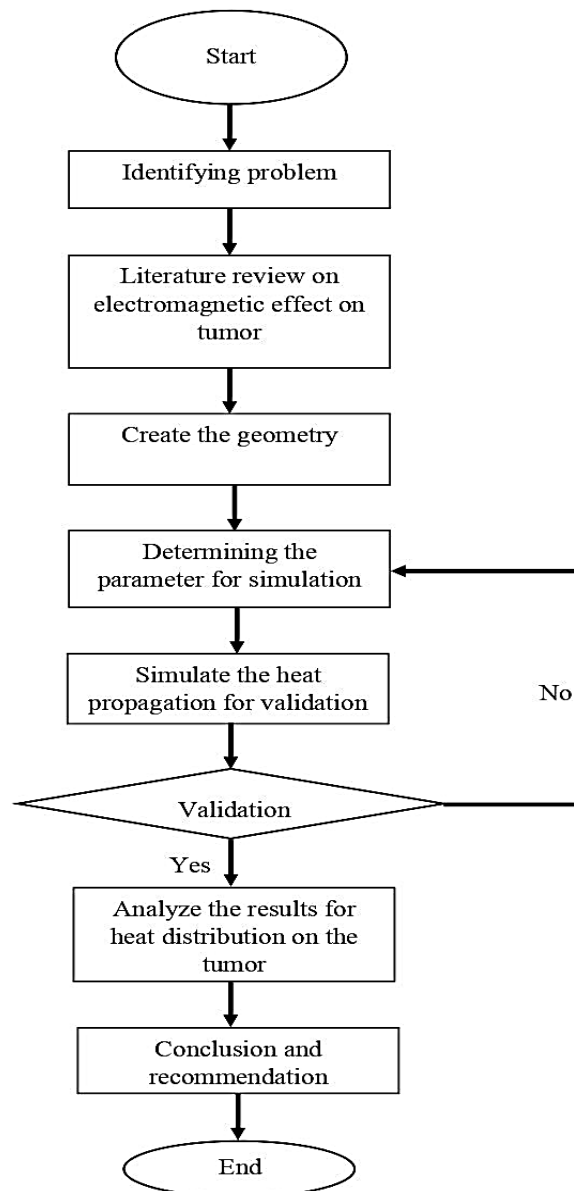 Start
Identifying problem
Literature review on
electromagnetic effect on
tumor
Create the geometry
Determining the
parameter for simulation
Simulate the heat
propagation for validation
No
Validation
Yes
Analyze the results for
heat distribution on the
tumor
Conclusion and
recommendation
End